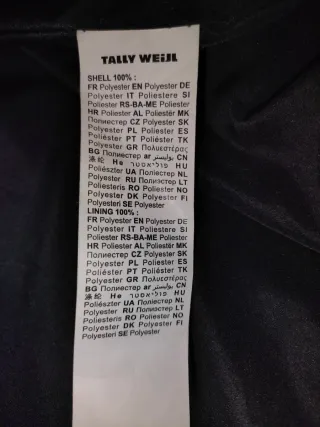 TALLY WEiJL
SHELL 100% :
FR Polyester EN Polyester DE
Polyester IT Poliestere SI
Poliester RS-BA-ME Poliester
HR Poliester AL Poliestër MK
Полиестер CZ Polyester SK
Polyester PL Poliester ES
Poliéster PT Poliéster TK
Polyester GR Πολυεστέρας
BG Полиестер ar بوليستر CN
涤纶 He פוליאסטר HU
Poliészter UA Поліестер NL
Polyester RU Полиэстер LT
Poliesteris RO Poliester NO
Polyester DK Polyester FI
Polyesteri SE Polyester
LINING 100% :
FR Polyester EN Polyester DE
Polyester IT Poliestere SI
Poliester RS-BA-ME Poliester
HR Poliester AL Poliestër MK
Полиестер CZ Polyester SK
Polyester PL Poliester ES
Poliéster PT Poliéster TK
Polyester GR Πολυεστέρας
BG Полиестер ar بوليستر CN
涤纶 He פוליאסטר HU
Poliészter UA Поліестер NL
Polyester RU Полиэстер LT
Poliesteris RO Poliester NO
Polyester DK Polyester FI
Polyesteri SE Polyester